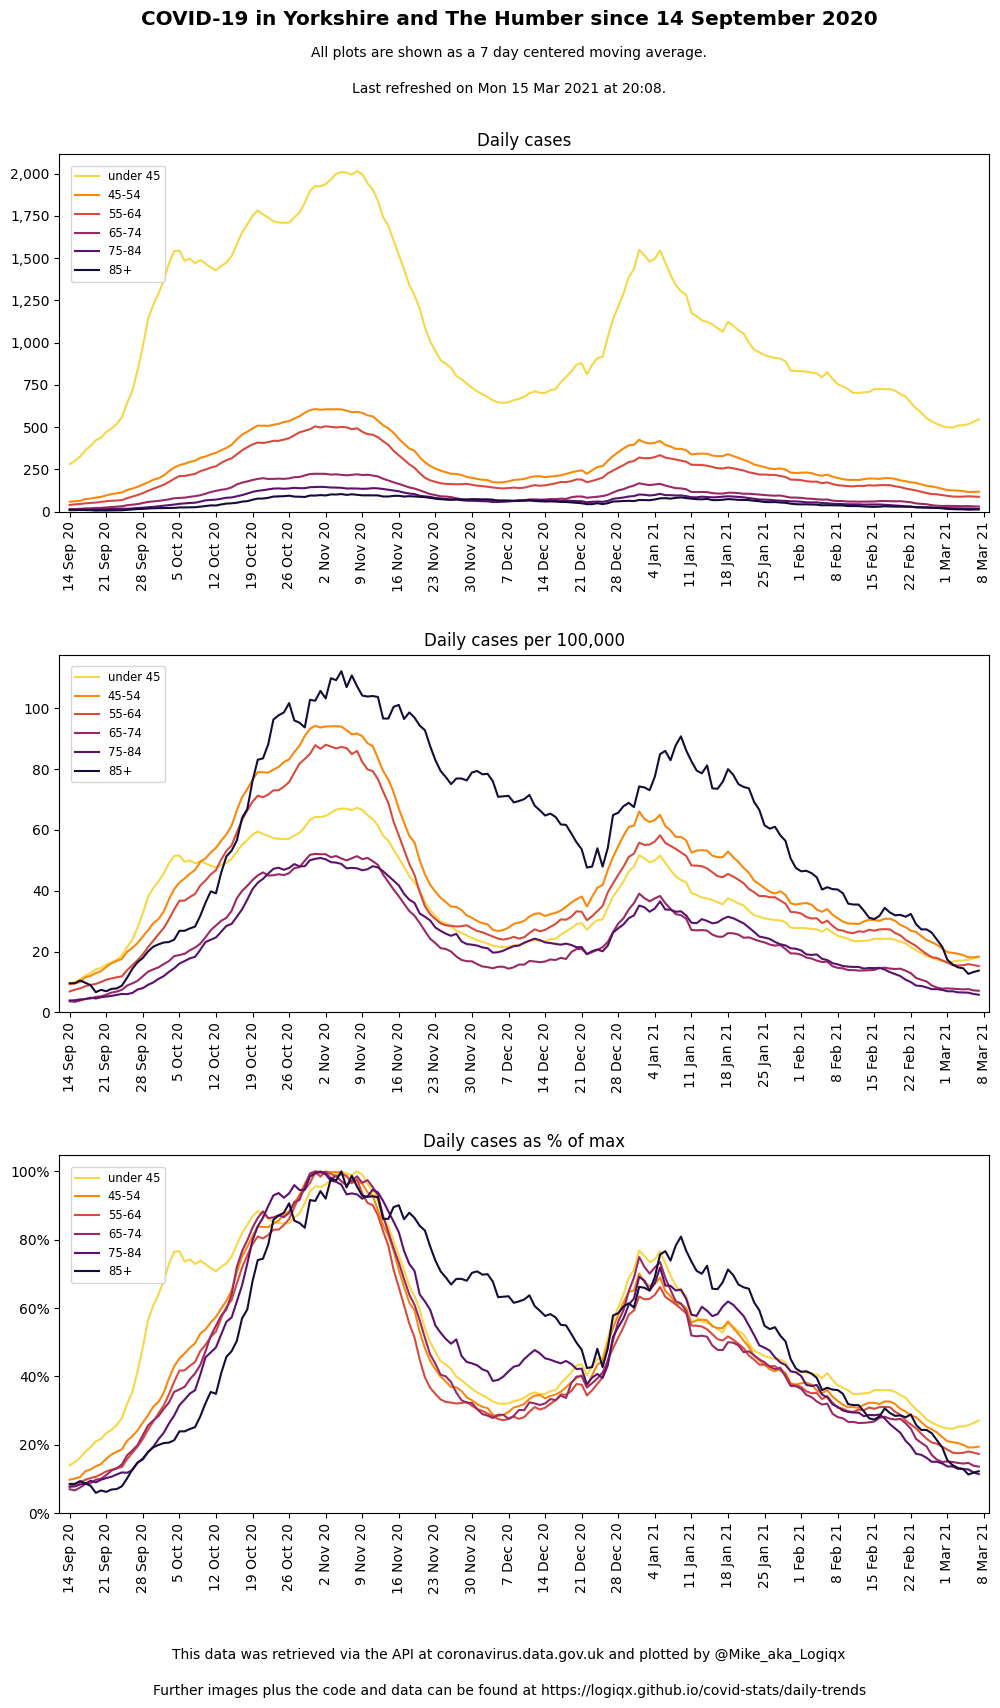 COVID-19 in Yorkshire and The Humber since 14 September 2020
All plots are shown as a 7 day centered moving average.
Last refreshed on Mon 15 Mar 2021 at 20:08.
Daily cases
2,000
1,750
1,500
1,250
1,000
750
500
250
0
under 45
45-54
55-64
65-74
75-84
85+
14 Sep 20
21 Sep 20
28 Sep 20
5 Oct 20
12 Oct 20
19 Oct 20
26 Oct 20
2 Nov 20
9 Nov 20
16 Nov 20
23 Nov 20
30 Nov 20
7 Dec 20
14 Dec 20
21 Dec 20
28 Dec 20
4 Jan 21
11 Jan 21
18 Jan 21
25 Jan 21
1 Feb 21
8 Feb 21
15 Feb 21
22 Feb 21
1 Mar 21
8 Mar 21
Daily cases per 100,000
100
80
60
40
20
0
under 45
45-54
55-64
65-74
75-84
85+
14 Sep 20
21 Sep 20
28 Sep 20
5 Oct 20
12 Oct 20
19 Oct 20
26 Oct 20
2 Nov 20
9 Nov 20
16 Nov 20
23 Nov 20
30 Nov 20
7 Dec 20
14 Dec 20
21 Dec 20
28 Dec 20
4 Jan 21
11 Jan 21
18 Jan 21
25 Jan 21
1 Feb 21
8 Feb 21
15 Feb 21
22 Feb 21
1 Mar 21
8 Mar 21
Daily cases as % of max
100%
80%
60%
40%
20%
0%
under 45
45-54
55-64
65-74
75-84
85+
14 Sep 20
21 Sep 20
28 Sep 20
5 Oct 20
12 Oct 20
19 Oct 20
26 Oct 20
2 Nov 20
9 Nov 20
16 Nov 20
23 Nov 20
30 Nov 20
7 Dec 20
14 Dec 20
21 Dec 20
28 Dec 20
4 Jan 21
11 Jan 21
18 Jan 21
25 Jan 21
1 Feb 21
8 Feb 21
15 Feb 21
22 Feb 21
1 Mar 21
8 Mar 21
This data was retrieved via the API at coronavirus.data.gov.uk and plotted by @Mike_aka_Logiqx
Further images plus the code and data can be found at https://logiqx.github.io/covid-stats/daily-trends